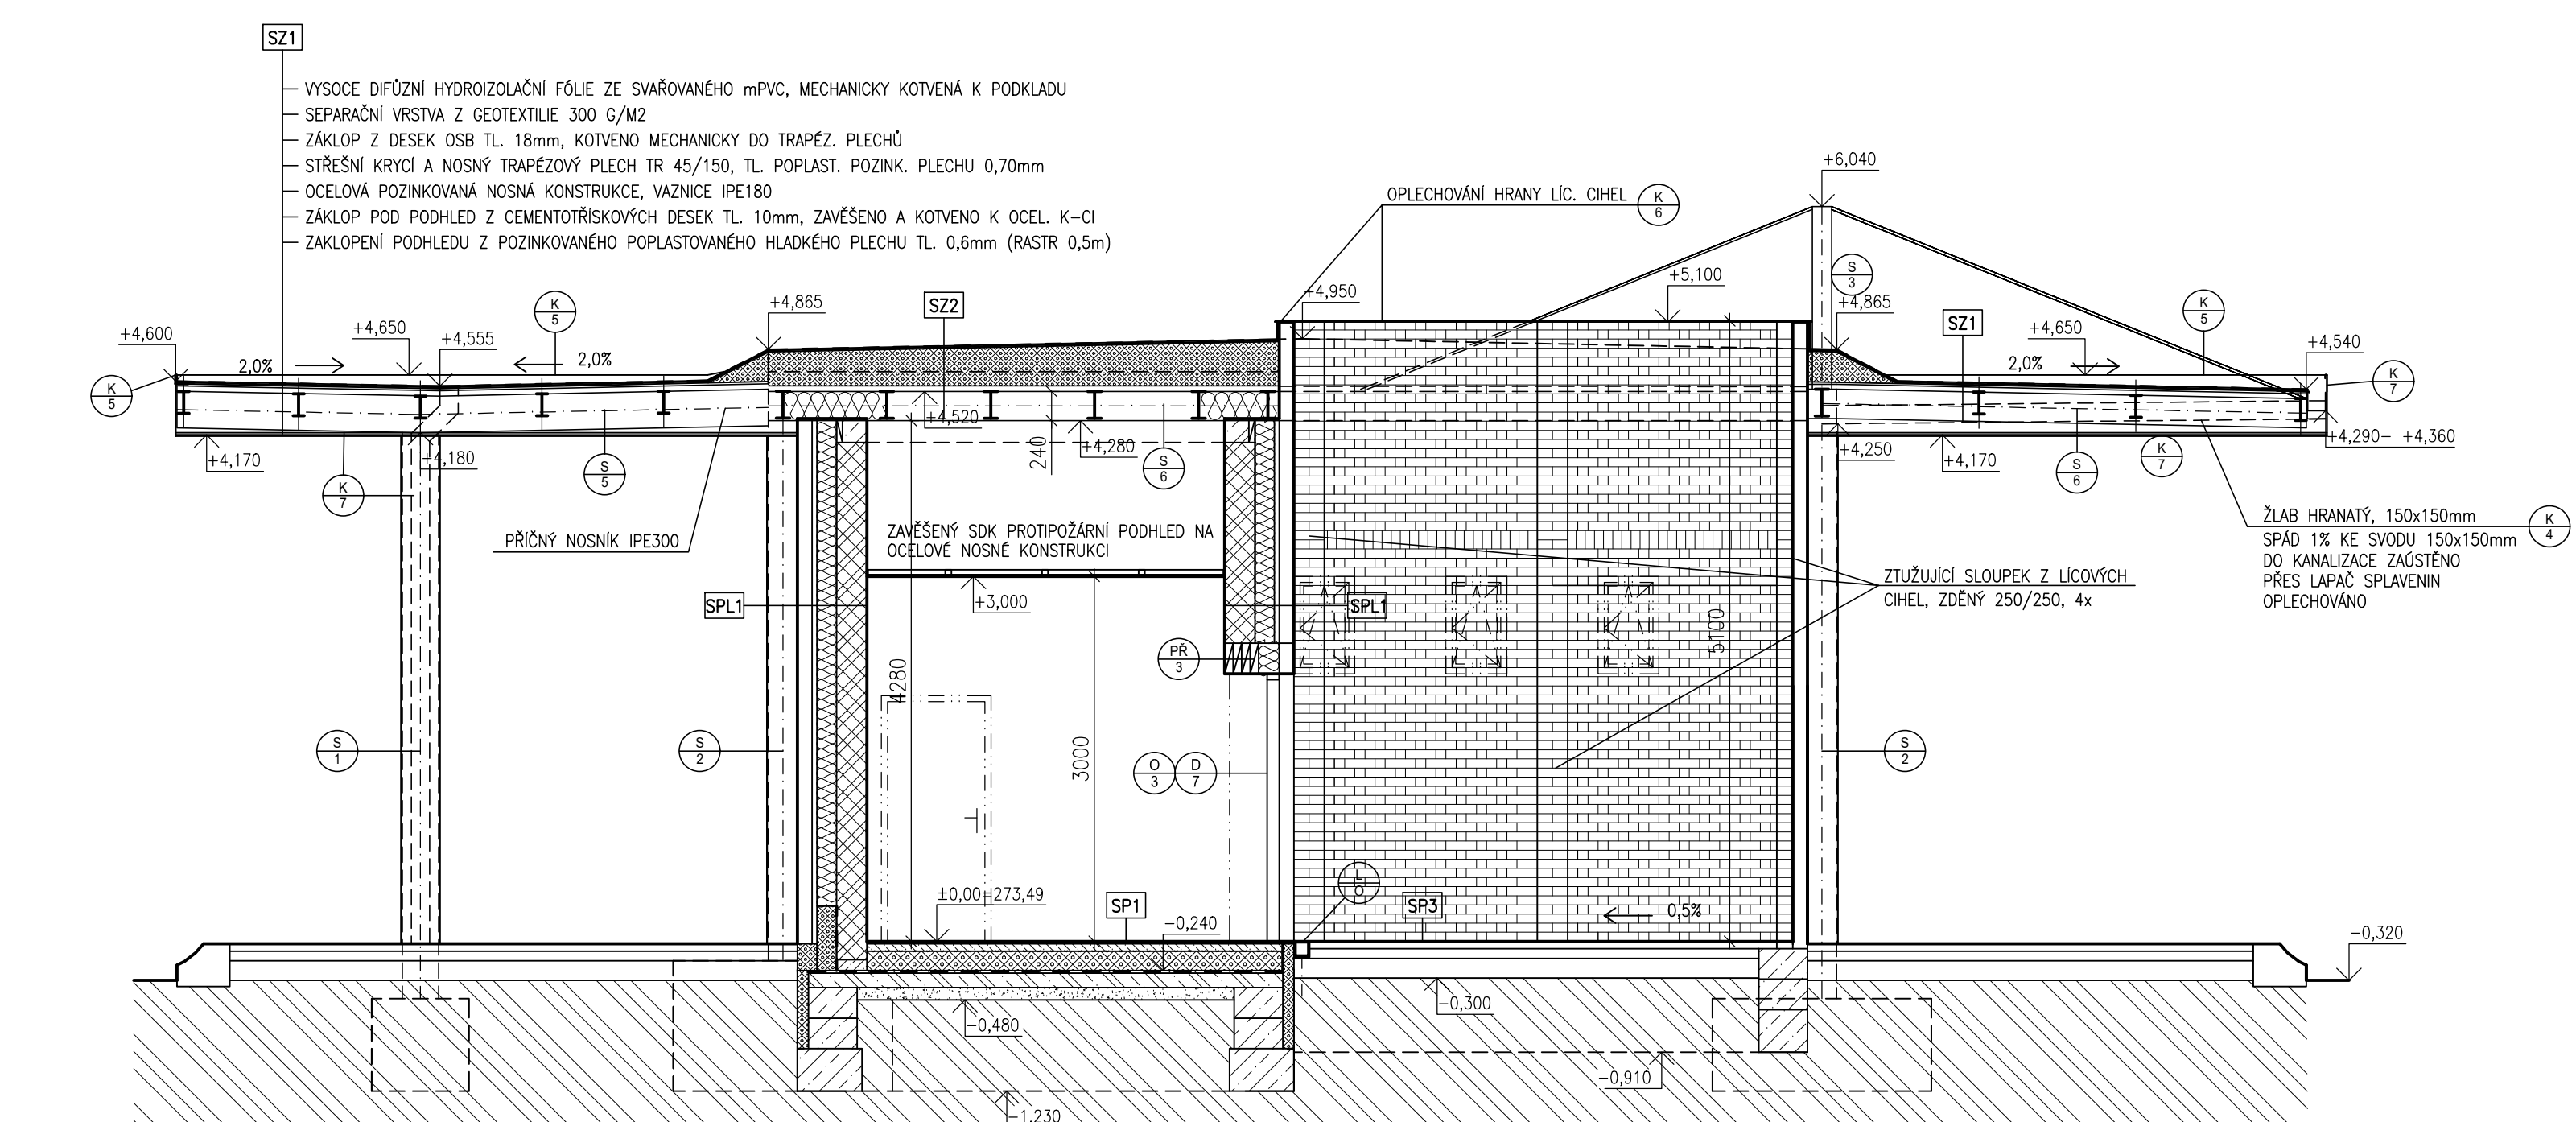 SZ1
VYSOCE DIFŮZNÍ HYDROIZOLAČNÍ FÓLIE ZE SVAŘOVANÉHO mPVC, MECHANICKY KOTVENÁ K PODKLADU
SEPARAČNÍ VRSTVA Z GEOTEXTILIE 300 G/M2
ZÁKLOP Z DESEK OSB TL. 18mm, KOTVENO MECHANICKY DO TRAPÉZ. PLECHŮ
STŘEŠNÍ KRYCÍ A NOSNÝ TRAPÉZOVÝ PLECH TR 45/150, TL. POPLAST. POZINK. PLECHU 0,70mm
OCELOVÁ POZINKOVANÁ NOSNÁ KONSTRUKCE, VAZNICE IPE180
ZÁKLOP POD PODHLED Z CEMENTOTŘÍSKOVÝCH DESEK TL. 10mm, ZAVĚŠENO A KOTVENO K OCEL. K-CI
ZAKLOPENÍ PODHLEDU Z POZINKOVANÉHO POPLASTOVANÉHO HLADKÉHO PLECHU TL. 0,6mm (RASTR 0,5m)
+6,040
OPLECHOVÁNÍ HRANY LÍC. CIHEL
K
6
S
3
+5,100
+4,950
+4,865
SZ2
K
5
+4,600
+4,650
+4,555
2,0%
2,0%
K
5
+4,865
SZ1
+4,650
K
5
2,0%
+4,540
K
7
+4,520
240
+4,280
S
6
+4,170
+4,180
K
7
S
5
+4,250
+4,170
S
6
K
7
+4,290- +4,360
PŘÍČNÝ NOSNÍK IPE300
ZAVĚŠENÝ SDK PROTIPOŽÁRNÍ PODHLED NA
OCELOVÉ NOSNÉ KONSTRUKCI
ŽLAB HRANATÝ, 150x150mm
K
4
SPÁD 1% KE SVODU 150x150mm
DO KANALIZACE ZAÚSTĚNO
PŘES LAPAČ SPLAVENIN
OPLECHOVÁNO
ZTUŽUJÍCÍ SLOUPEK Z LÍCOVÝCH
CIHEL, ZDĚNÝ 250/250, 4x
+3,000
SPL1
SPL1
5100
PŘ
3
4280
3000
S
1
S
2
O
3
D
7
S
2
L
O
±0,00=273,49
SP1
SP3
0,5%
-0,240
-0,320
-0,480
-0,300
-0,910
-1,230